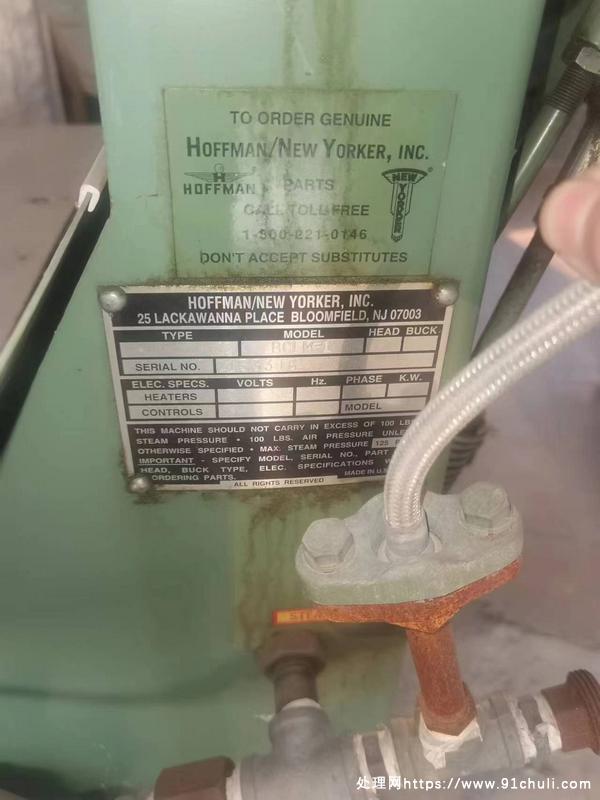 TO ORDER GENUINE
HOFFMAN/NEW YORKER, INC.
HOFFMAN PARTS NEW YORKER
CALL TOLL FREE
1-800-221-0146
DON'T ACCEPT SUBSTITUTES
HOFFMAN/NEW YORKER, INC.
25 LACKAWANNA PLACE BLOOMFIELD, NJ 07003
TYPE MODEL HEAD BUCK
SERIAL NO.
ELEC. SPECS. VOLTS Hz. PHASE K.W.
HEATERS
CONTROLS MODEL
THIS MACHINE SHOULD NOT CARRY IN EXCESS OF 100 LBS
STEAM PRESSURE • 100 LBS. AIR PRESSURE
OTHERWISE SPECIFIED • MAX. STEAM PRESSURE 125
IMPORTANT - SPECIFY MODEL, SERIAL NO., PART
HEAD, BUCK TYPE, ELEC. SPECIFICATIONS
ORDERING PARTS. MADE IN U.S.
ALL RIGHTS RESERVED
处理网https://www.91chuli.com/